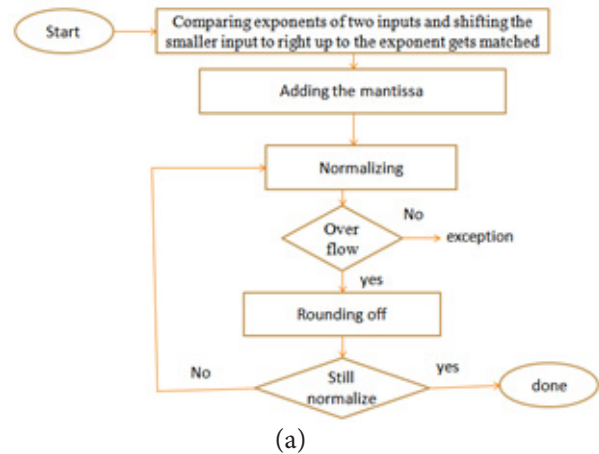 Start
Comparing exponents of two inputs and shifting the
smaller input to right up to the exponent gets matched
Adding the mantissa
Normalizing
Over
flow
No
exception
yes
Rounding off
Still
normalize
No
yes
done
(a)